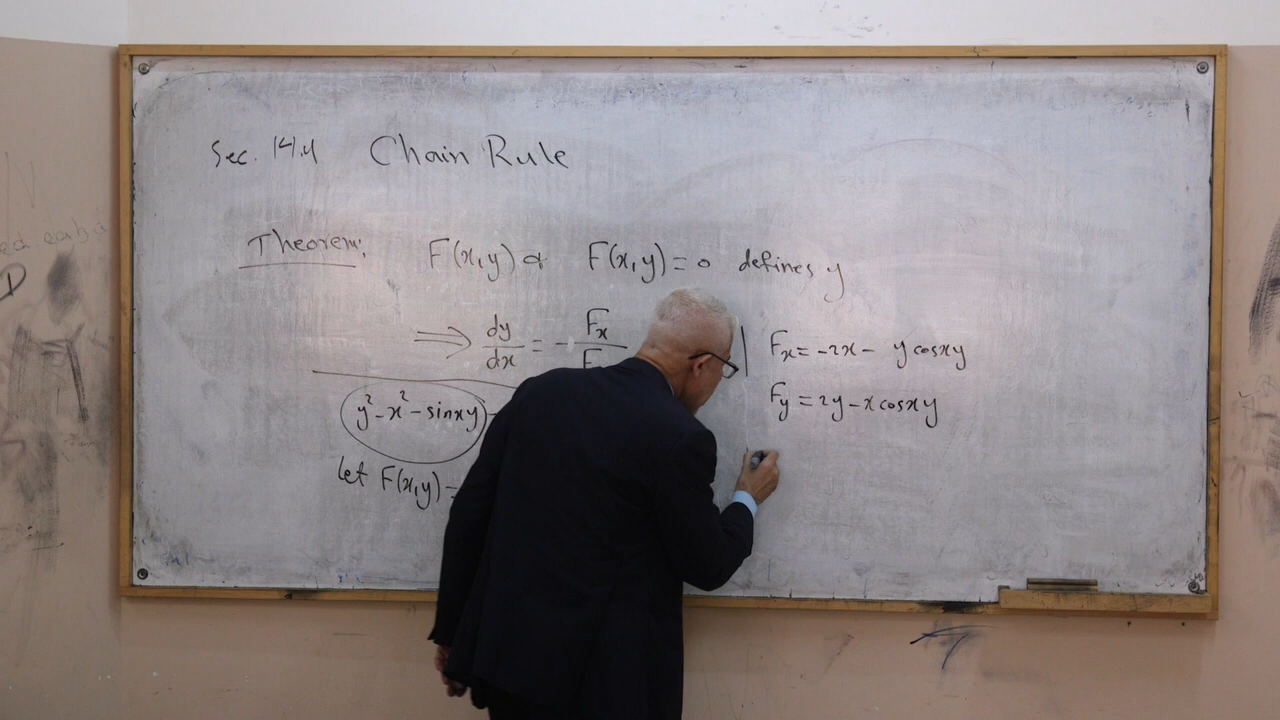 Sec. 14.4 Chain Rule
Theorem: F(x,y) & F(x,y) = 0 defines y
⇒ dy/dx = - Fx/F
y² - x² - sinxy
let F(x,y) =
Fx = -2x - y cosxy
Fy = 2y - x cosxy